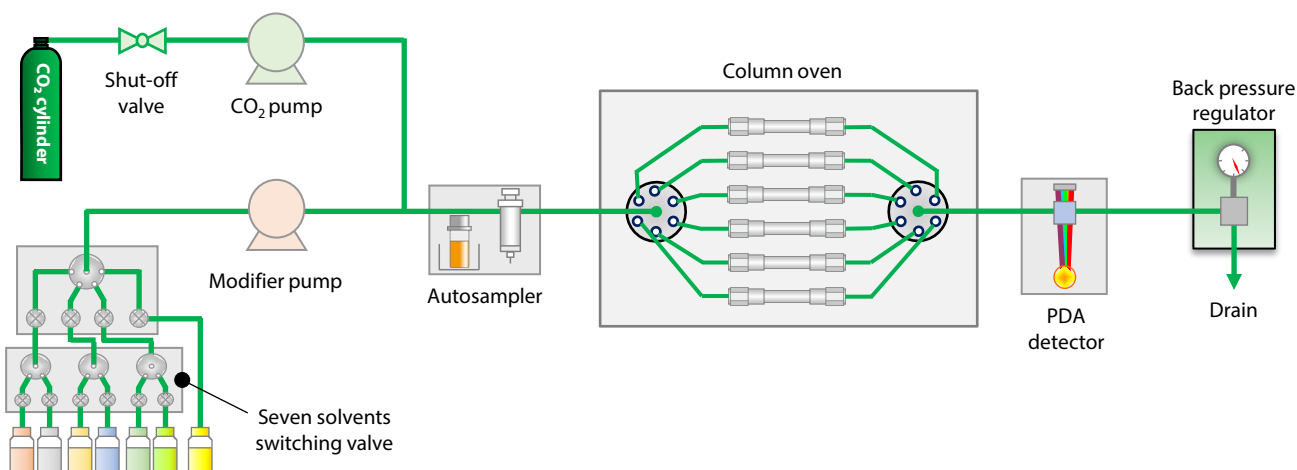 CO₂ cylinder
Shut-off
valve
CO₂ pump
Modifier pump
Autosampler
Column oven
PDA
detector
Back pressure
regulator
Drain
Seven solvents
switching valve